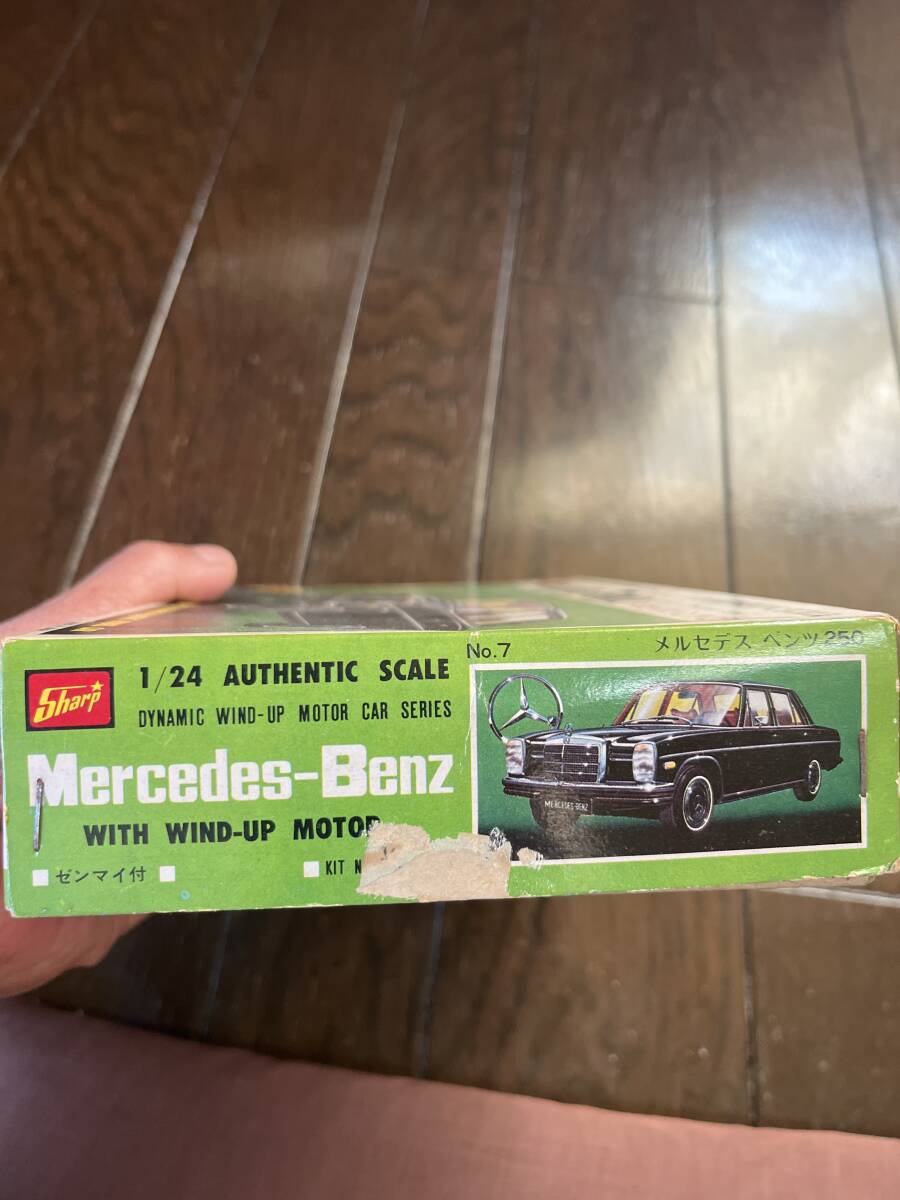 Sharp
1/24 AUTHENTIC SCALE
DYNAMIC WIND-UP MOTOR CAR SERIES
Mercedes-Benz
WITH WIND-UP MOTOR
ゼンマイ付
KIT
No.7
メルセデス ベンツ250
MERCEDES-BENZ